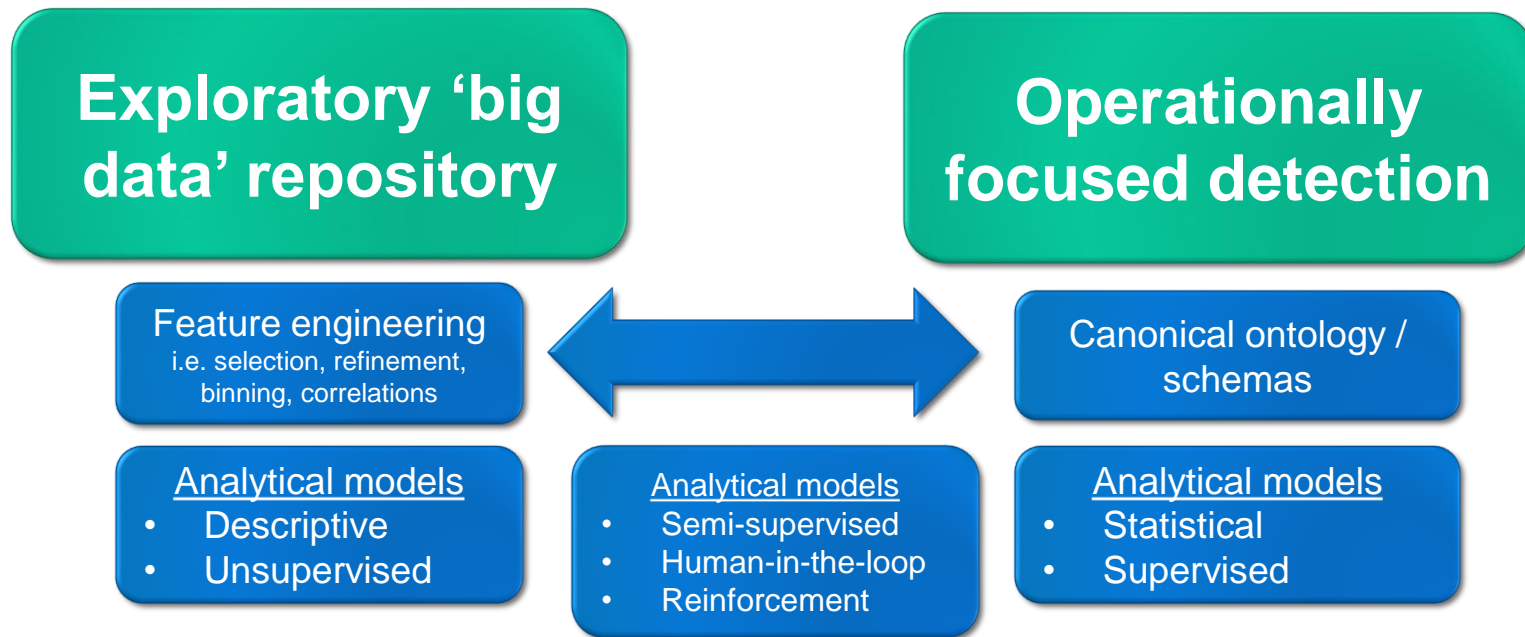 Exploratory ‘big
data’ repository
Operationally
focused detection
Feature engineering
i.e. selection, refinement,
binning, correlations
Canonical ontology /
schemas
Analytical models
• Descriptive
• Unsupervised
Analytical models
• Semi-supervised
• Human-in-the-loop
• Reinforcement
Analytical models
• Statistical
• Supervised